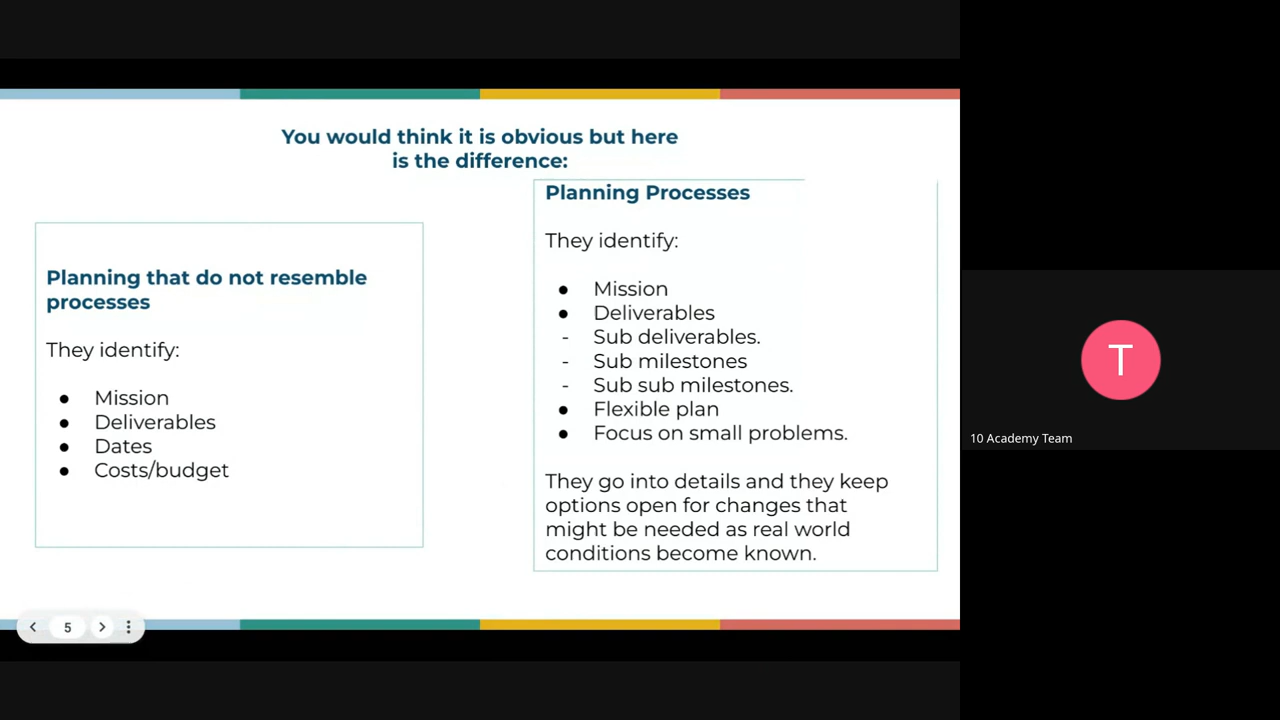 You would think it is obvious but here
is the difference:
Planning that do not resemble
processes
They identify:
● Mission
● Deliverables
● Dates
● Costs/budget
Planning Processes
They identify:
● Mission
● Deliverables
- Sub deliverables.
- Sub milestones
- Sub sub milestones.
● Flexible plan
● Focus on small problems.
They go into details and they keep
options open for changes that
might be needed as real world
conditions become known.
5
T
10 Academy Team